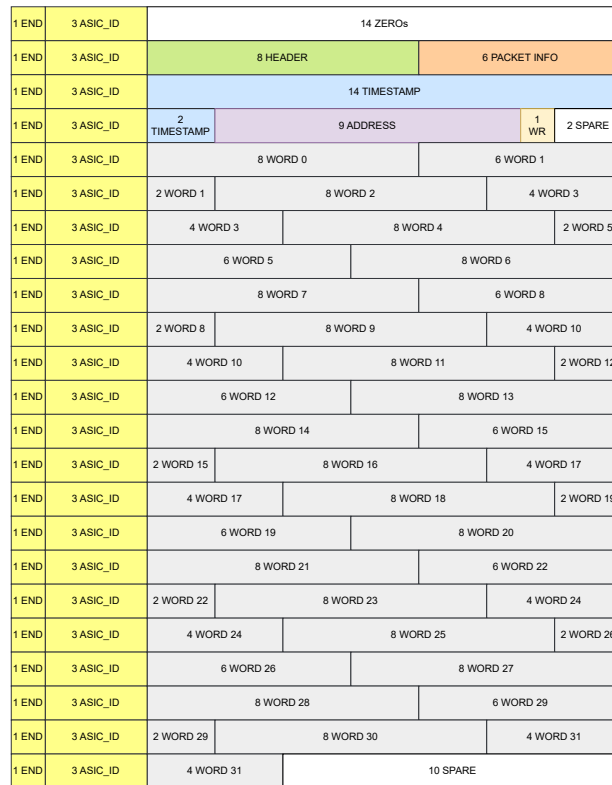 1 END 3 ASIC_ID 14 ZEROs
1 END 3 ASIC_ID 8 HEADER 6 PACKET INFO
1 END 3 ASIC_ID 14 TIMESTAMP
1 END 3 ASIC_ID 2 TIMESTAMP 9 ADDRESS 1 WR 2 SPARE
1 END 3 ASIC_ID 8 WORD 0 6 WORD 1
1 END 3 ASIC_ID 2 WORD 1 8 WORD 2 4 WORD 3
1 END 3 ASIC_ID 4 WORD 3 8 WORD 4 2 WORD 5
1 END 3 ASIC_ID 6 WORD 5 8 WORD 6
1 END 3 ASIC_ID 8 WORD 7 6 WORD 8
1 END 3 ASIC_ID 2 WORD 8 8 WORD 9 4 WORD 10
1 END 3 ASIC_ID 4 WORD 10 8 WORD 11 2 WORD 12
1 END 3 ASIC_ID 6 WORD 12 8 WORD 13
1 END 3 ASIC_ID 8 WORD 14 6 WORD 15
1 END 3 ASIC_ID 2 WORD 15 8 WORD 16 4 WORD 17
1 END 3 ASIC_ID 4 WORD 17 8 WORD 18 2 WORD 19
1 END 3 ASIC_ID 6 WORD 19 8 WORD 20
1 END 3 ASIC_ID 8 WORD 21 6 WORD 22
1 END 3 ASIC_ID 2 WORD 22 8 WORD 23 4 WORD 24
1 END 3 ASIC_ID 4 WORD 24 8 WORD 25 2 WORD 26
1 END 3 ASIC_ID 6 WORD 26 8 WORD 27
1 END 3 ASIC_ID 8 WORD 28 6 WORD 29
1 END 3 ASIC_ID 2 WORD 29 8 WORD 30 4 WORD 31
1 END 3 ASIC_ID 4 WORD 31 10 SPARE